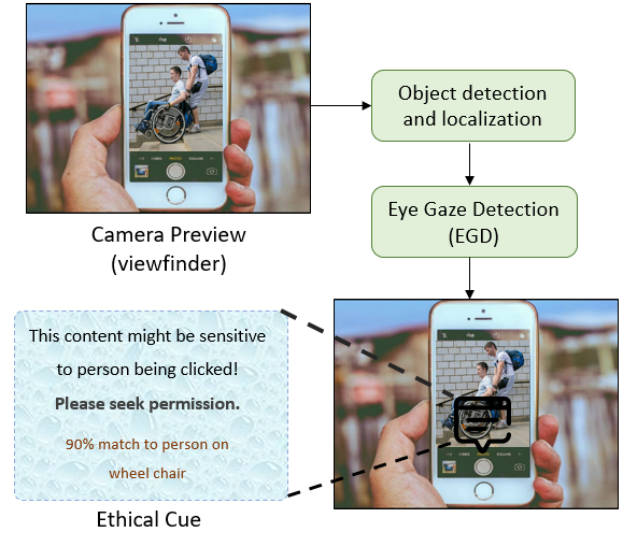 Object detection
and localization
Eye Gaze Detection
(EGD)
Camera Preview
(viewfinder)
This content might be sensitive
to person being clicked!
Please seek permission.
90% match to person on
wheel chair
Ethical Cue